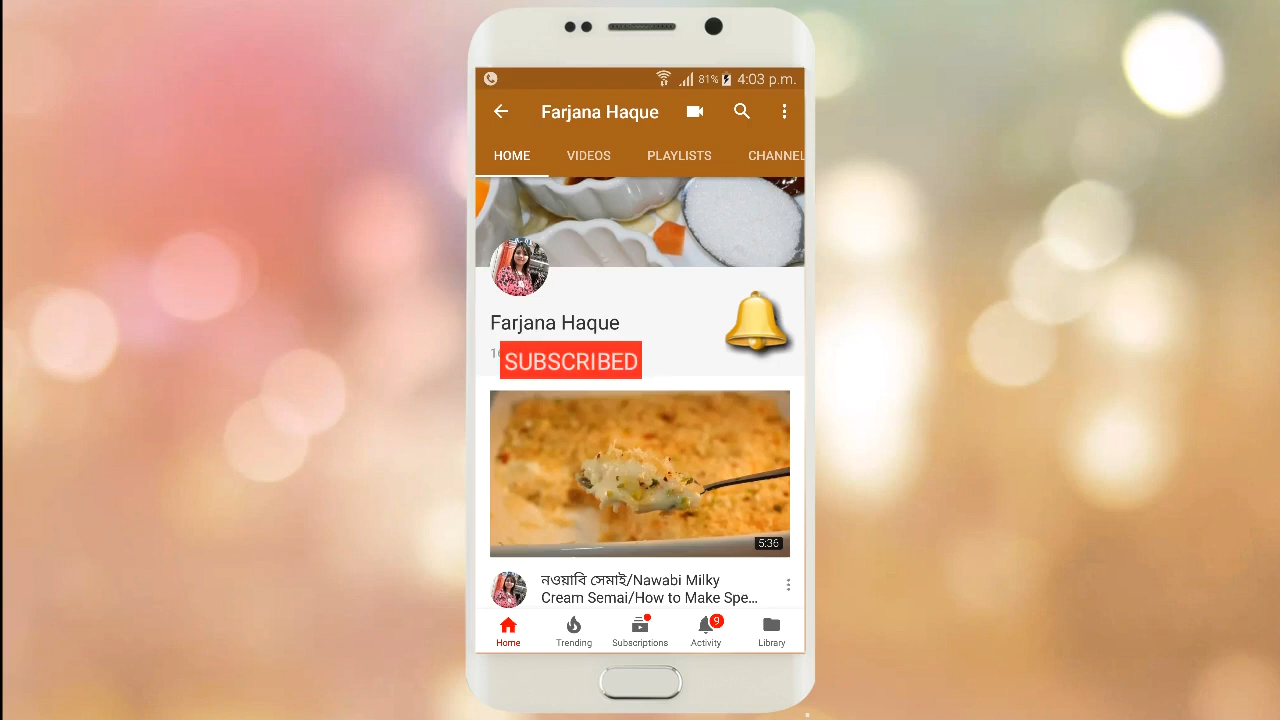 81% 4:03 p.m.
Farjana Haque
HOME VIDEOS PLAYLISTS CHANNEL
Farjana Haque
SUBSCRIBED
5:36
নওয়াবি সেমাই/Nawabi Milky
Cream Semai/How to Make Spe...
9
Home Trending Subscriptions Activity Library